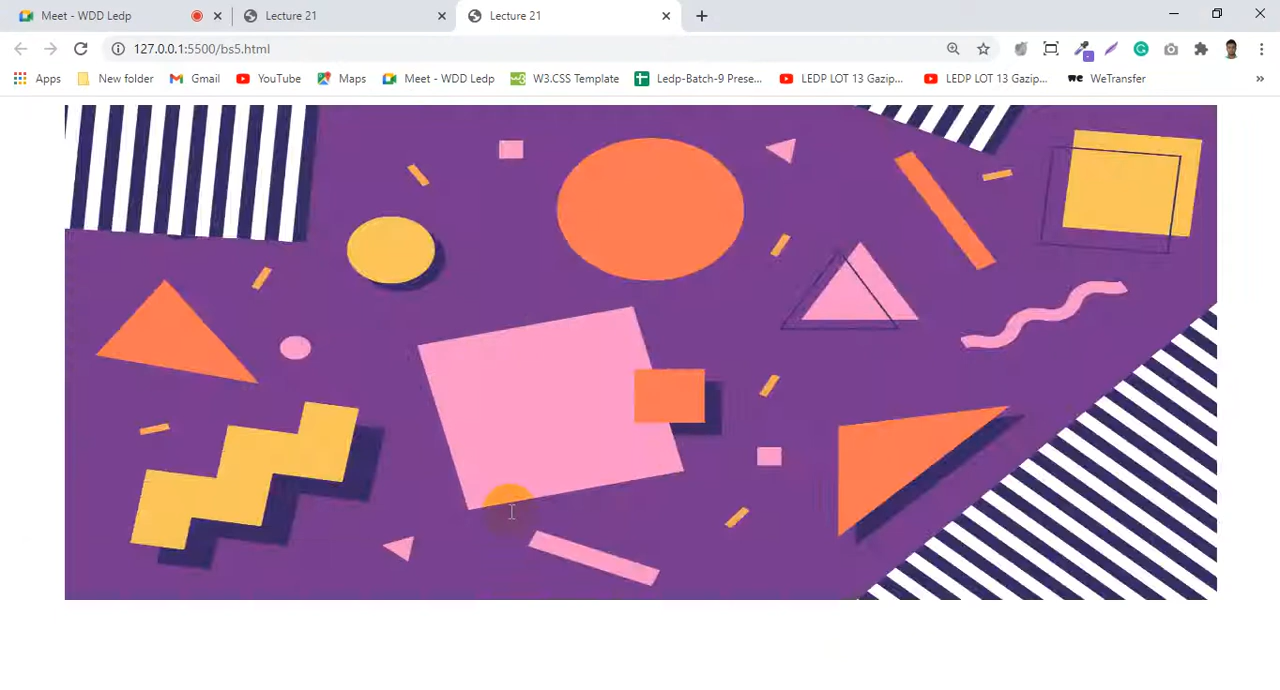 Meet - WDD Ledp
Lecture 21
Lecture 21
127.0.0.1:5500/bs5.html
Apps
New folder
Gmail
YouTube
Maps
Meet - WDD Ledp
W3.CSS Template
Ledp-Batch-9 Prese...
LEDP LOT 13 Gazip...
LEDP LOT 13 Gazip...
WeTransfer